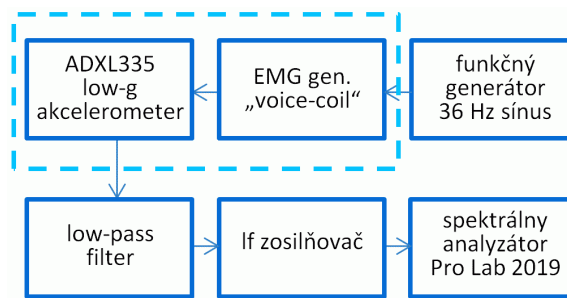 ADXL335
low-g
akcelerometer
EMG gen.
„voice-coil“
funkčný
generátor
36 Hz sínus
low-pass
filter
lf zosilňovač
spektrálny
analyzátor
Pro Lab 2019